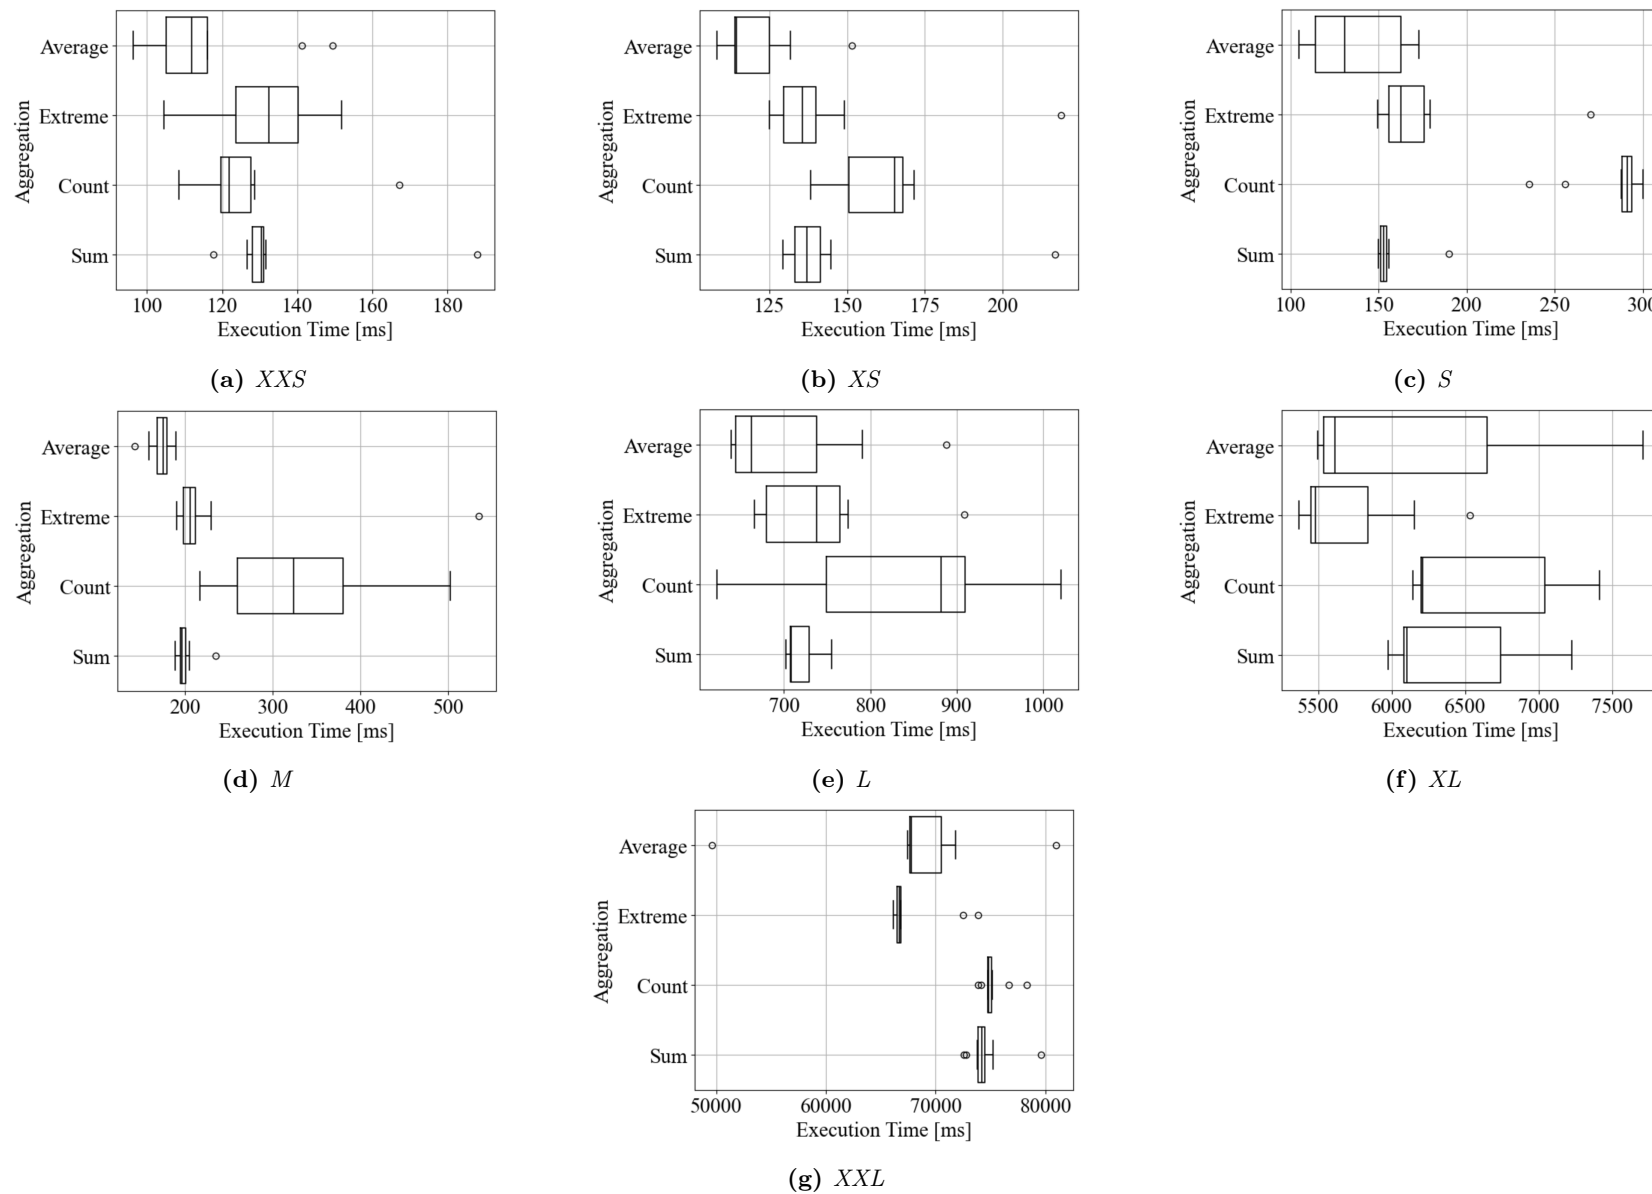 Aggregation
Average
Extreme
Count
Sum
100 120 140 160 180
Execution Time [ms]
(a) XXS
Aggregation
Average
Extreme
Count
Sum
125 150 175 200
Execution Time [ms]
(b) XS
Aggregation
Average
Extreme
Count
Sum
100 150 200 250 300
Execution Time [ms]
(c) S
Aggregation
Average
Extreme
Count
Sum
200 300 400 500
Execution Time [ms]
(d) M
Aggregation
Average
Extreme
Count
Sum
700 800 900 1000
Execution Time [ms]
(e) L
Aggregation
Average
Extreme
Count
Sum
5500 6000 6500 7000 7500
Execution Time [ms]
(f) XL
Aggregation
Average
Extreme
Count
Sum
50000 60000 70000 80000
Execution Time [ms]
(g) XXL